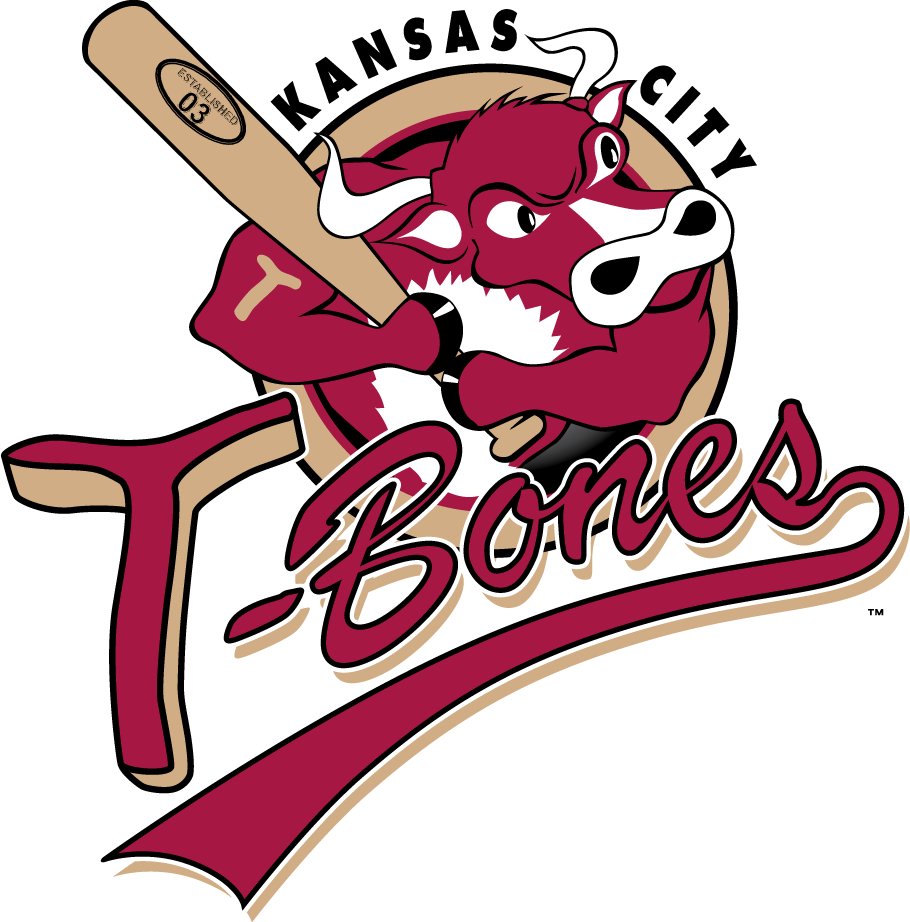 KANSAS CITY
ESTABLISHED
03
T
T-Bones
TM